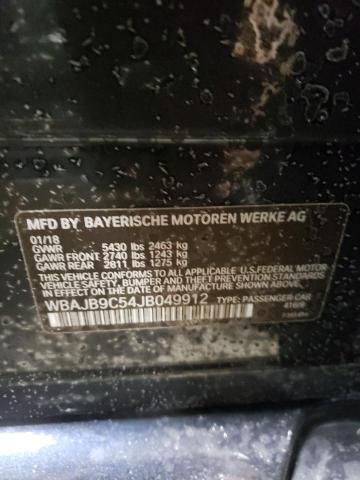 MFD BY BAYERISCHE MOTOREN WERKE AG
01/18
GVWR 5430 lbs 2463 kg
GAWR FRONT 2740 lbs 1243 kg
GAWR REAR 2811 lbs 1275 kg
THIS VEHICLE CONFORMS TO ALL APPLICABLE U.S. FEDERAL MOTOR
VEHICLE SAFETY, BUMPER AND THEFT PREVENTION STANDARDS IN
EFFECT ON THE DATE OF MANUFACTURE SHOWN ABOVE.
WBAJB9C54JB049912 TYPE: PASSENGER CAR